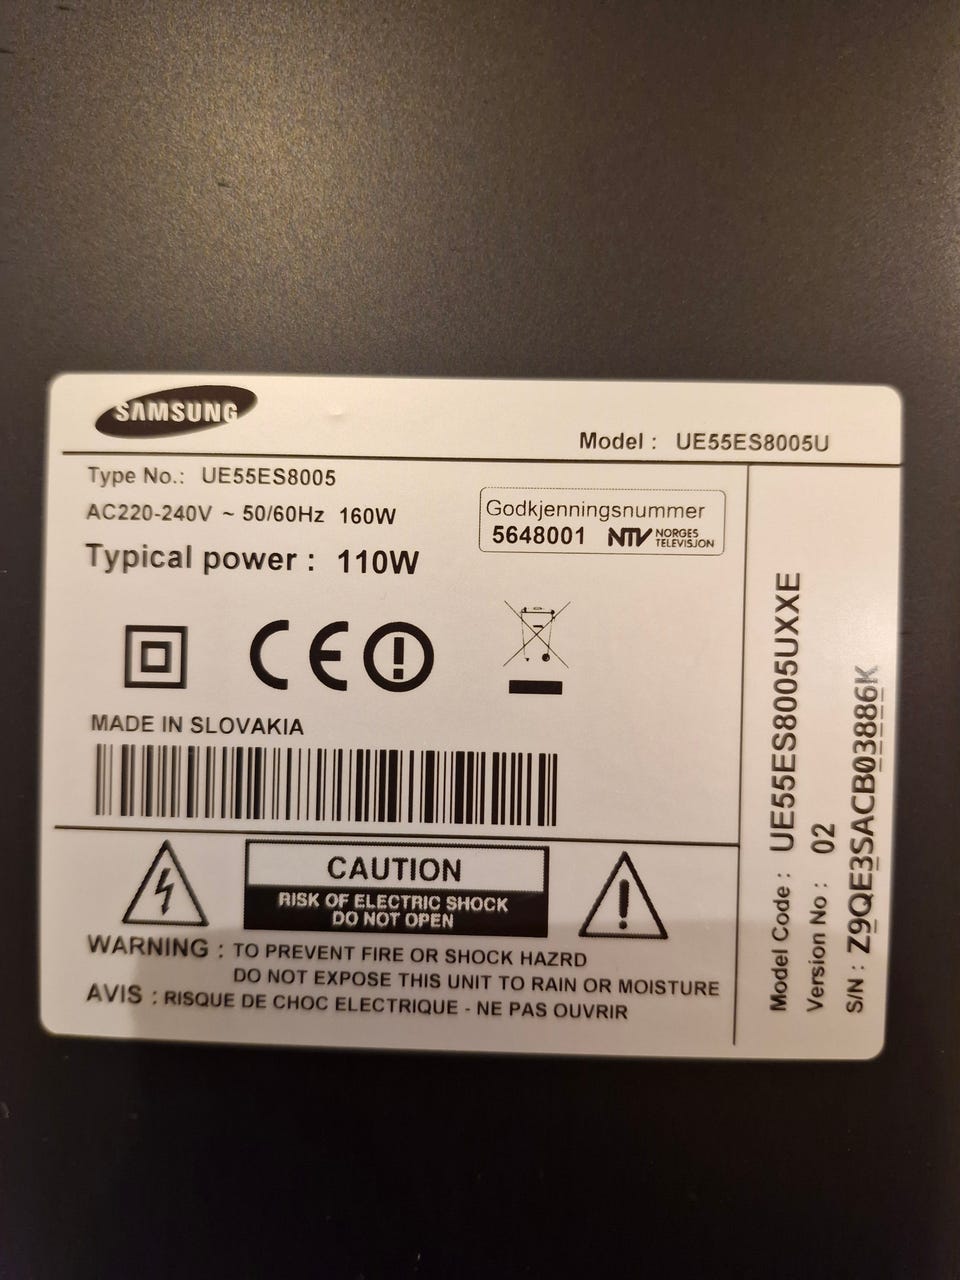 SAMSUNG
Model : UE55ES8005U
Type No.: UE55ES8005
AC220-240V ~ 50/60Hz 160W
Typical power : 110W
Godkjenningsnummer
5648001 NTV NORGES
TELEVISJON
CE
MADE IN SLOVAKIA
CAUTION
RISK OF ELECTRIC SHOCK
DO NOT OPEN
WARNING : TO PREVENT FIRE OR SHOCK HAZRD
DO NOT EXPOSE THIS UNIT TO RAIN OR MOISTURE
AVIS : RISQUE DE CHOC ELECTRIQUE - NE PAS OUVRIR
Model Code : UE55ES8005UXXE
Version No : 02
S/N : Z9QE3SACB03886K